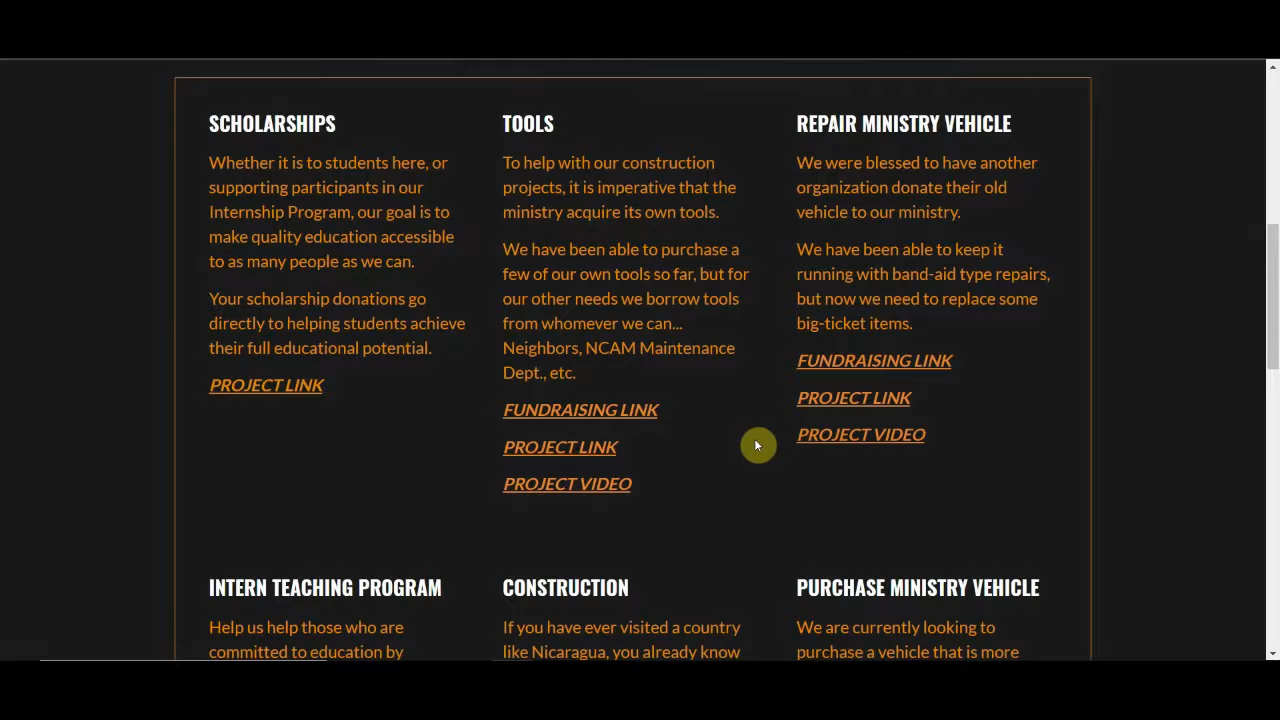 SCHOLARSHIPS
Whether it is to students here, or
supporting participants in our
Internship Program, our goal is to
make quality education accessible
to as many people as we can.
Your scholarship donations go
directly to helping students achieve
their full educational potential.
PROJECT LINK
TOOLS
To help with our construction
projects, it is imperative that the
ministry acquire its own tools.
We have been able to purchase a
few of our own tools so far, but for
our other needs we borrow tools
from whomever we can...
Neighbors, NCAM Maintenance
Dept., etc.
FUNDRAISING LINK
PROJECT LINK
PROJECT VIDEO
REPAIR MINISTRY VEHICLE
We were blessed to have another
organization donate their old
vehicle to our ministry.
We have been able to keep it
running with band-aid type repairs,
but now we need to replace some
big-ticket items.
FUNDRAISING LINK
PROJECT LINK
PROJECT VIDEO
INTERN TEACHING PROGRAM
Help us help those who are
committed to education by
CONSTRUCTION
If you have ever visited a country
like Nicaragua, you already know
PURCHASE MINISTRY VEHICLE
We are currently looking to
purchase a vehicle that is more